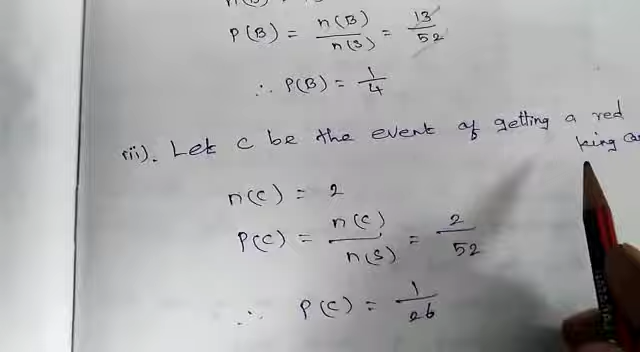 P(B) = n(B)/n(S) = 13/52
∴ P(B) = 1/4
iii). Let C be the event of getting a red
king
n(C) = 2
P(C) = n(C)/n(S) = 2/52
∴ P(C) = 1/26